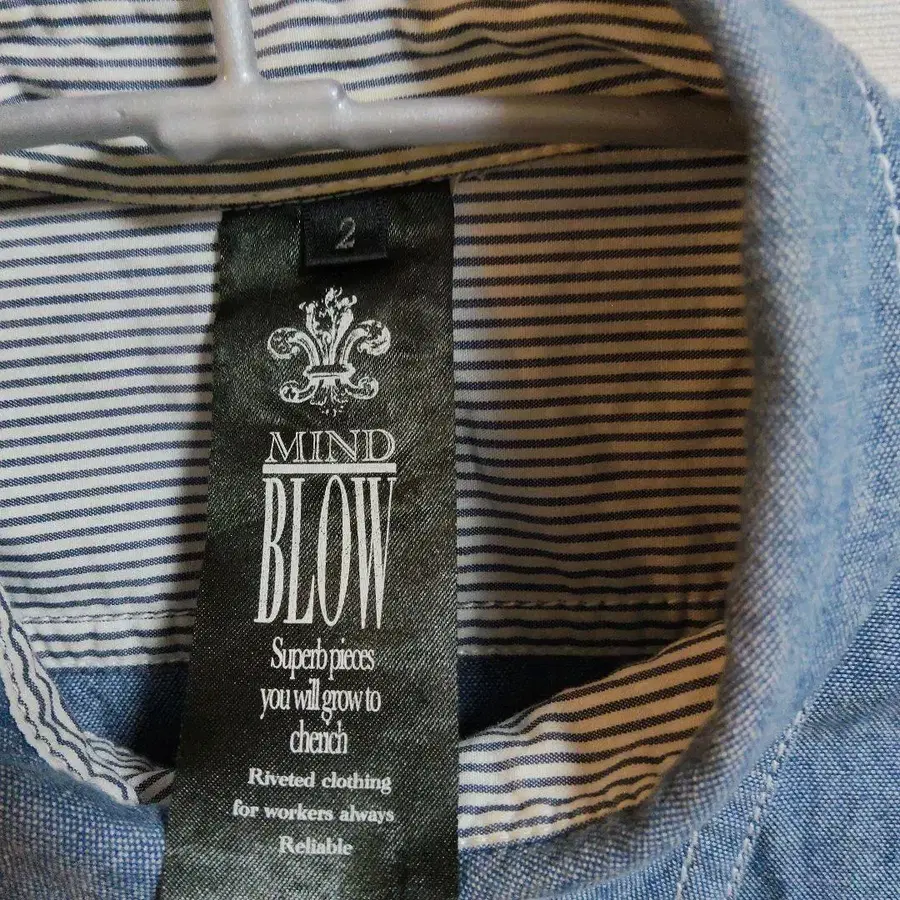 2
MIND
BLOW
Superb pieces
you will grow to
cherich
Riveted clothing
for workers always
Reliable